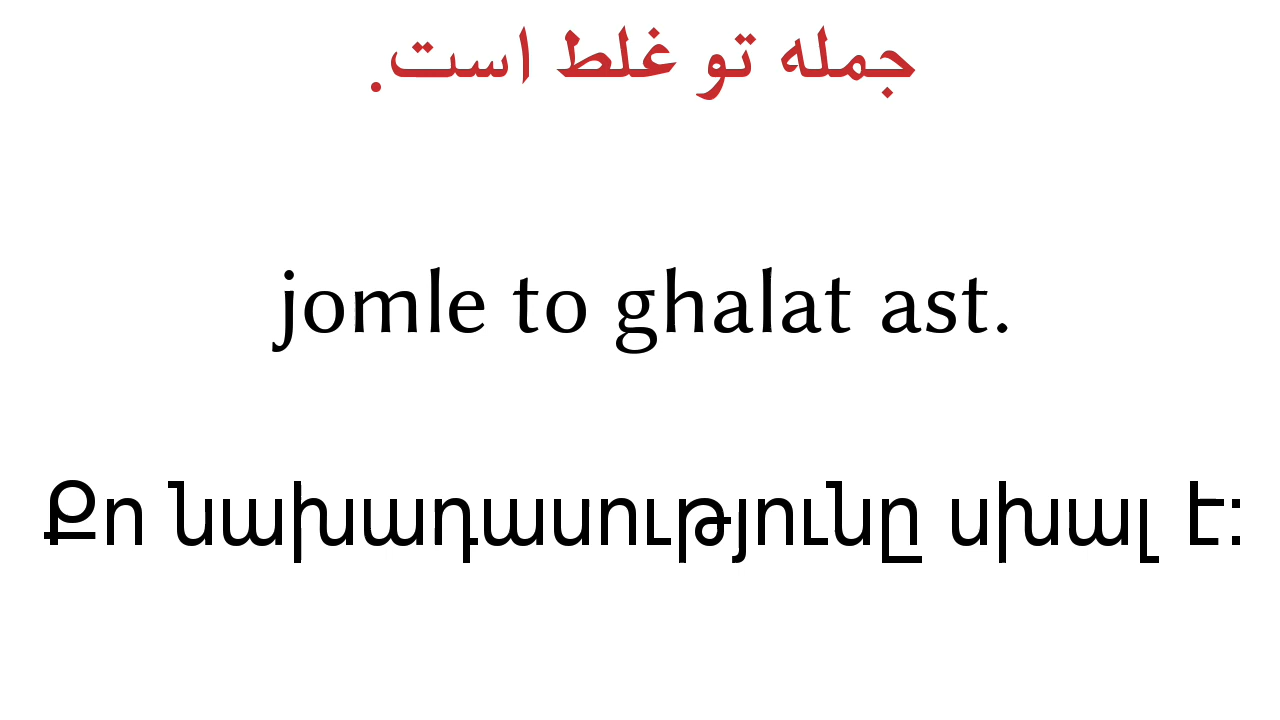 جمله تو غلط است.
jomle to ghalat ast.
Քո նախադասությունը սխալ է: